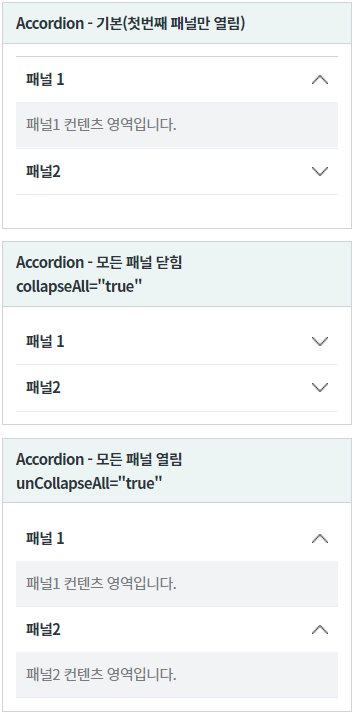 Accordion - 기본(첫번째 패널만 열림)
패널 1
패널1 컨텐츠 영역입니다.
패널2
Accordion - 모든 패널 닫힘
collapseAll="true"
패널 1
패널2
Accordion - 모든 패널 열림
unCollapseAll="true"
패널 1
패널1 컨텐츠 영역입니다.
패널2
패널2 컨텐츠 영역입니다.